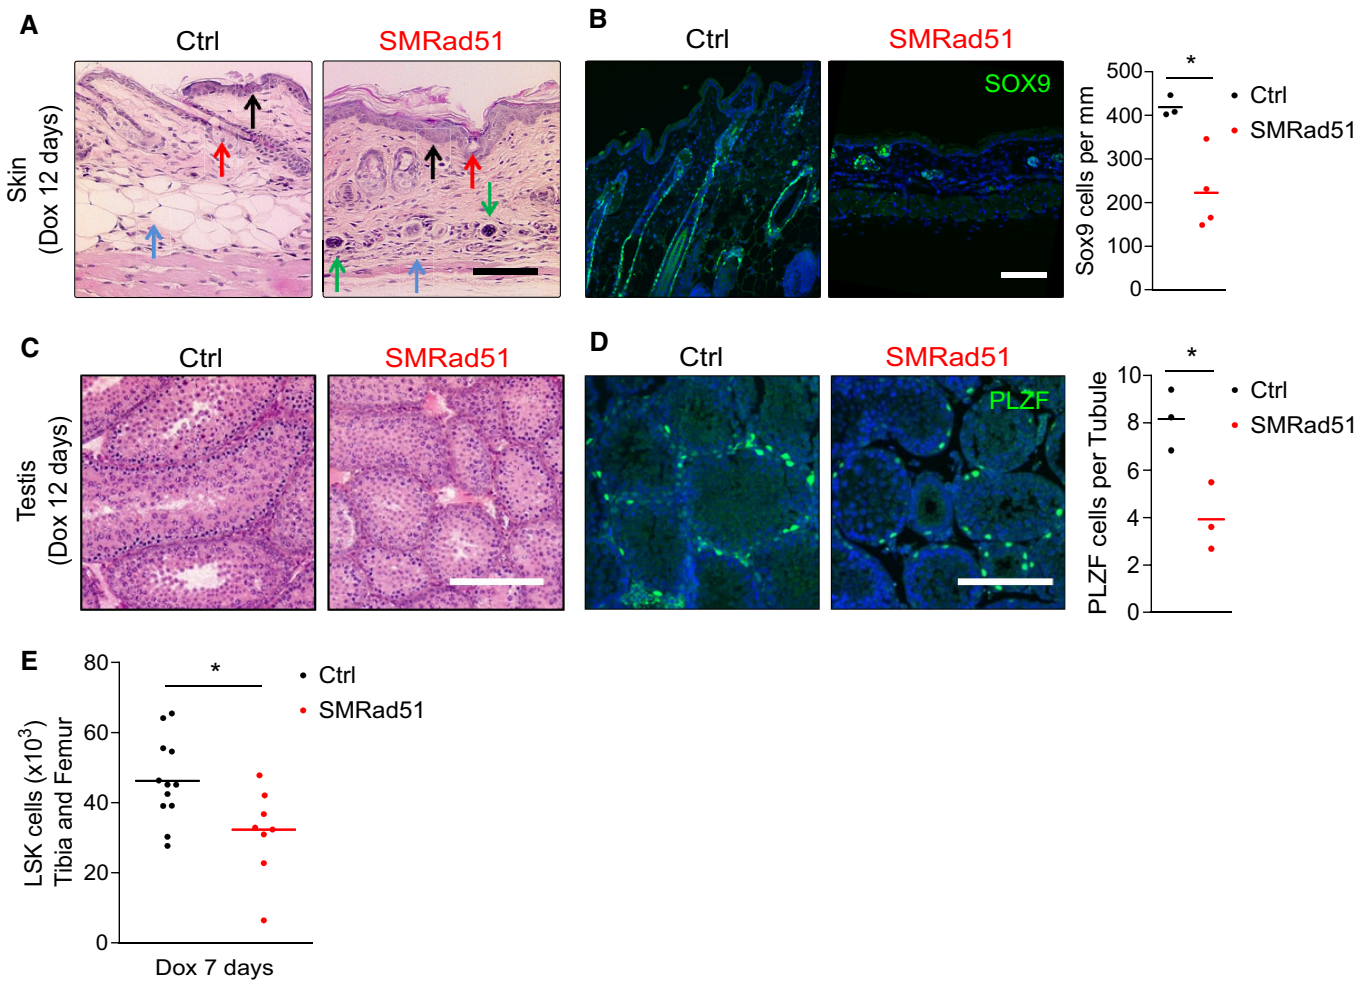 A
Ctrl
SMRad51
Skin
(Dox 12 days)
B
Ctrl
SMRad51
SOX9
*
500
400
300
200
100
0
Sox9 cells per mm
Ctrl
SMRad51
C
Ctrl
SMRad51
Testis
(Dox 12 days)
D
Ctrl
SMRad51
PLZF
*
10
8
6
4
2
0
PLZF cells per Tubule
Ctrl
SMRad51
E
80
60
40
20
0
LSK cells (x10³)
Tibia and Femur
*
Ctrl
SMRad51
Dox 7 days